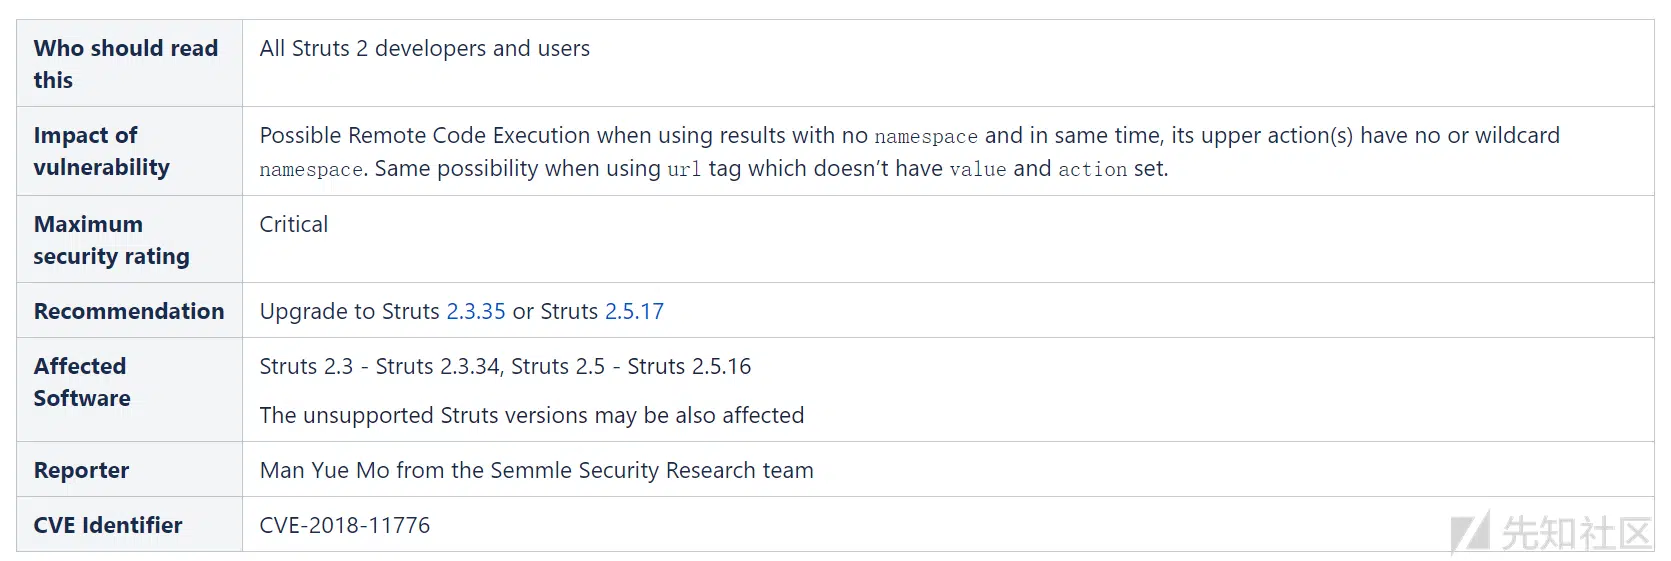 Who should read
this
All Struts 2 developers and users
Impact of
vulnerability
Possible Remote Code Execution when using results with no namespace and in same time, its upper action(s) have no or wildcard
namespace. Same possibility when using url tag which doesn’t have value and action set.
Maximum
security rating
Critical
Recommendation
Upgrade to Struts 2.3.35 or Struts 2.5.17
Affected
Software
Struts 2.3 - Struts 2.3.34, Struts 2.5 - Struts 2.5.16
The unsupported Struts versions may be also affected
Reporter
Man Yue Mo from the Semmle Security Research team
CVE Identifier
CVE-2018-11776
先知社区